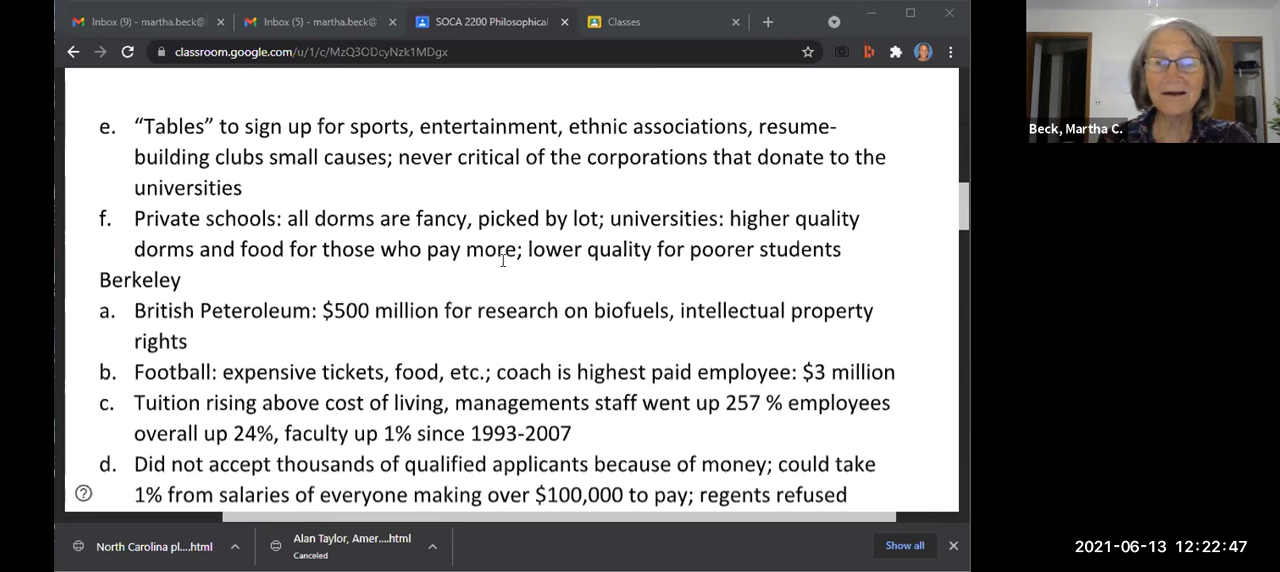 Inbox (9) - martha.beck@
Inbox (5) - martha.beck@
SOCA 2200 Philosophical
Classes
classroom.google.com/u/1/c/MzQ3ODcyNzk1MDgx
Beck, Martha C.
e. “Tables” to sign up for sports, entertainment, ethnic associations, resume-
building clubs small causes; never critical of the corporations that donate to the
universities
f. Private schools: all dorms are fancy, picked by lot; universities: higher quality
dorms and food for those who pay more; lower quality for poorer students
Berkeley
a. British Peteroleum: $500 million for research on biofuels, intellectual property
rights
b. Football: expensive tickets, food, etc.; coach is highest paid employee: $3 million
c. Tuition rising above cost of living, managements staff went up 257 % employees
overall up 24%, faculty up 1% since 1993-2007
d. Did not accept thousands of qualified applicants because of money; could take
1% from salaries of everyone making over $100,000 to pay; regents refused
North Carolina pl....html
Alan Taylor, Amer....html
Canceled
Show all
2021-06-13 12:22:47